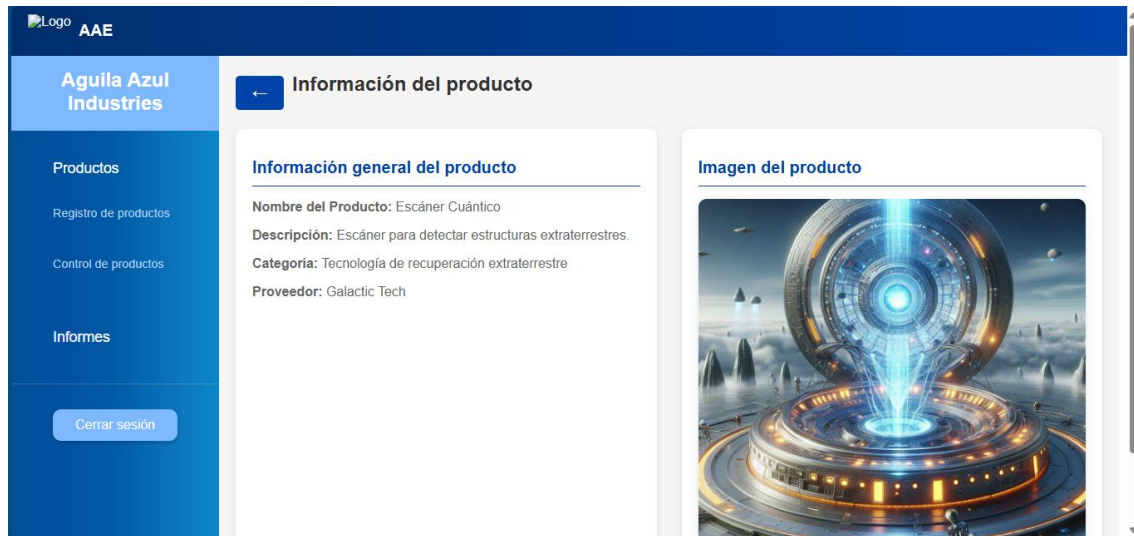 Logo
AAE
Aguila Azul
Industries
Productos
Registro de productos
Control de productos
Informes
Cerrar sesión
←
Información del producto
Información general del producto
Nombre del Producto: Escáner Cuántico
Descripción: Escáner para detectar estructuras extraterrestres.
Categoría: Tecnología de recuperación extraterrestre
Proveedor: Galactic Tech
Imagen del producto